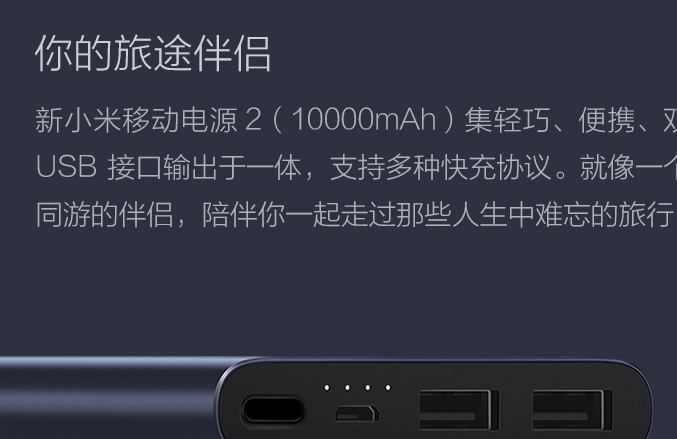 你的旅途伴侣
新小米移动电源 2（10000mAh）集轻巧、便携、双
USB 接口输出于一体，支持多种快充协议。就像一个
同游的伴侣，陪伴你一起走过那些人生中难忘的旅行